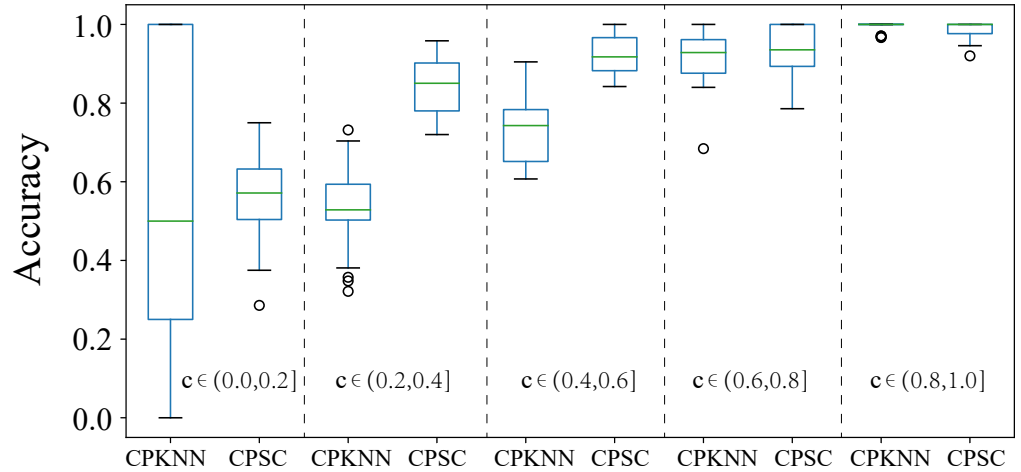 Accuracy
1.0
0.8
0.6
0.4
0.2
0.0
c ∈ (0.0,0.2]
c ∈ (0.2,0.4]
c ∈ (0.4,0.6]
c ∈ (0.6,0.8]
c ∈ (0.8,1.0]
CPKNN CPSC CPKNN CPSC CPKNN CPSC CPKNN CPSC CPKNN CPSC